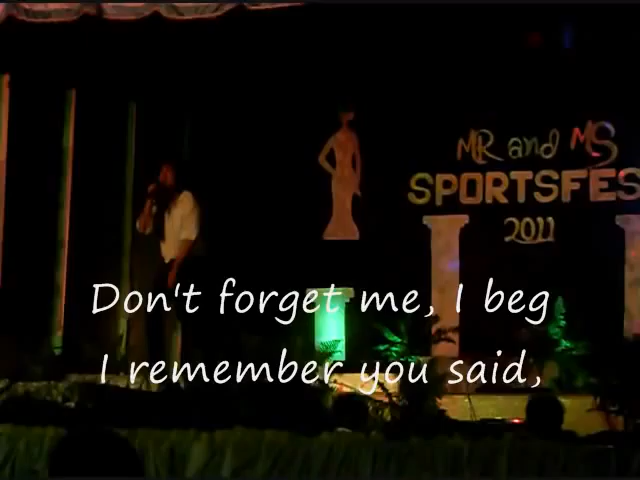 MR and MS
SPORTSFES
2011
Don't forget me, I beg
I remember you said,